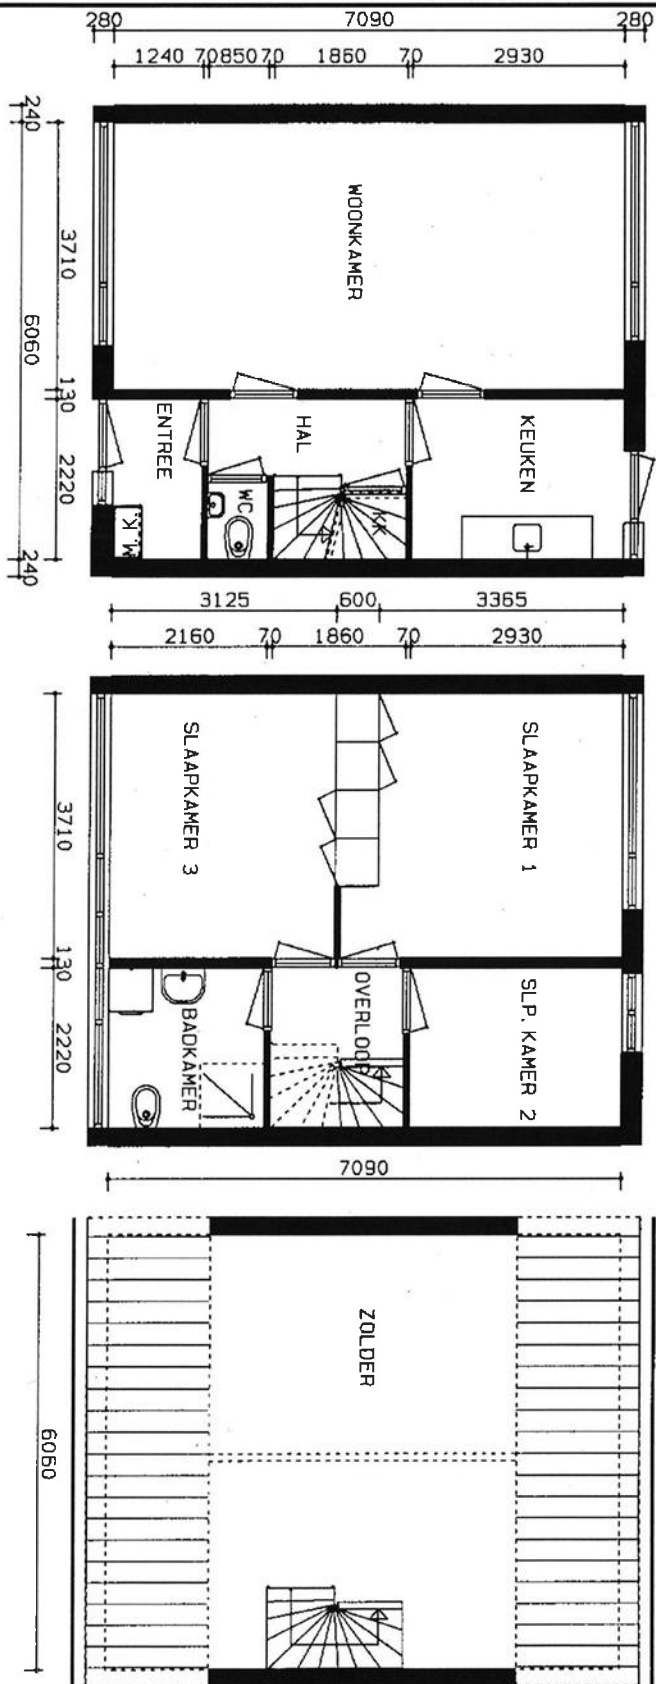 280 7090 280
1240 70 850 70 1860 70 2930
240
3710
6060
130
2220
240
WOONKAMER
ENTREE
HAL
KEUKEN
WC
KK
M.K.
3125 600 3365
2160 70 1860 70 2930
3710
130
2220
SLAAPKAMER 3
SLAAPKAMER 1
BADKAMER
OVERLOOP
SLP. KAMER 2
7090
6060
ZOLDER